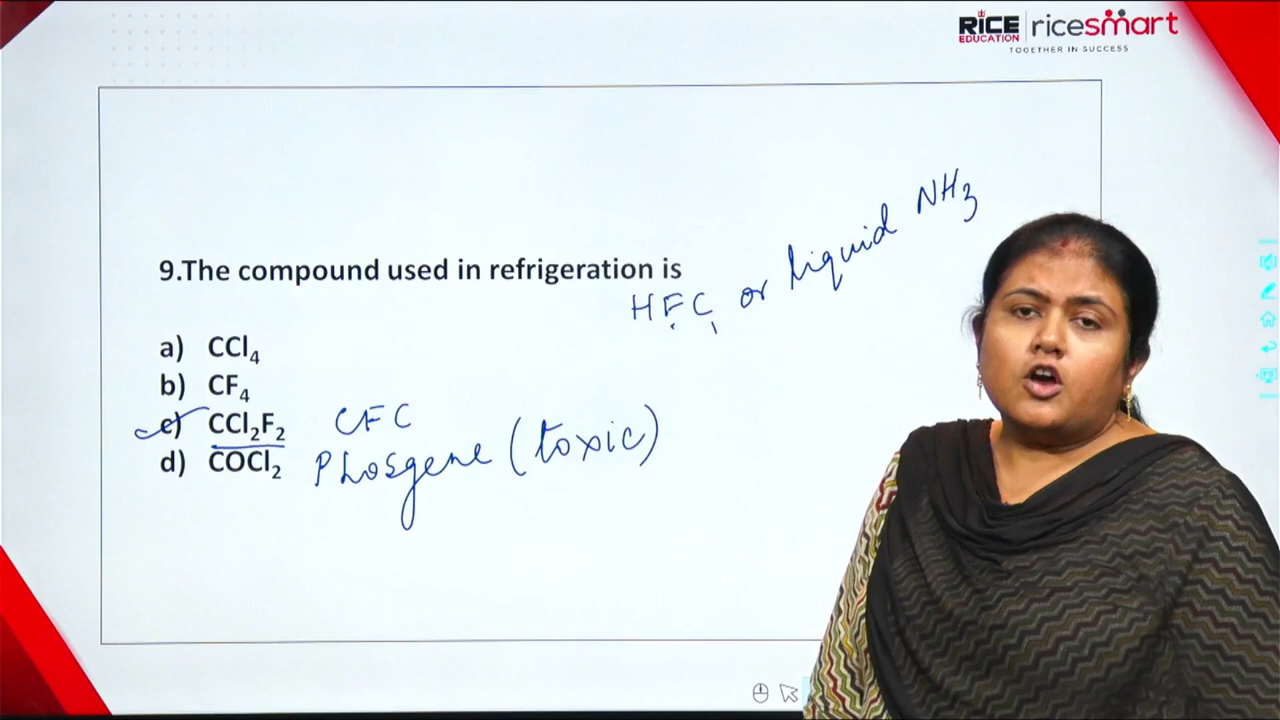 RICE EDUCATION ricesmart
TOGETHER IN SUCCESS
9.The compound used in refrigeration is
HFC or liquid NH₃
a) CCl₄
b) CF₄
c) CCl₂F₂ CFC
d) COCl₂ Phosgene (toxic)